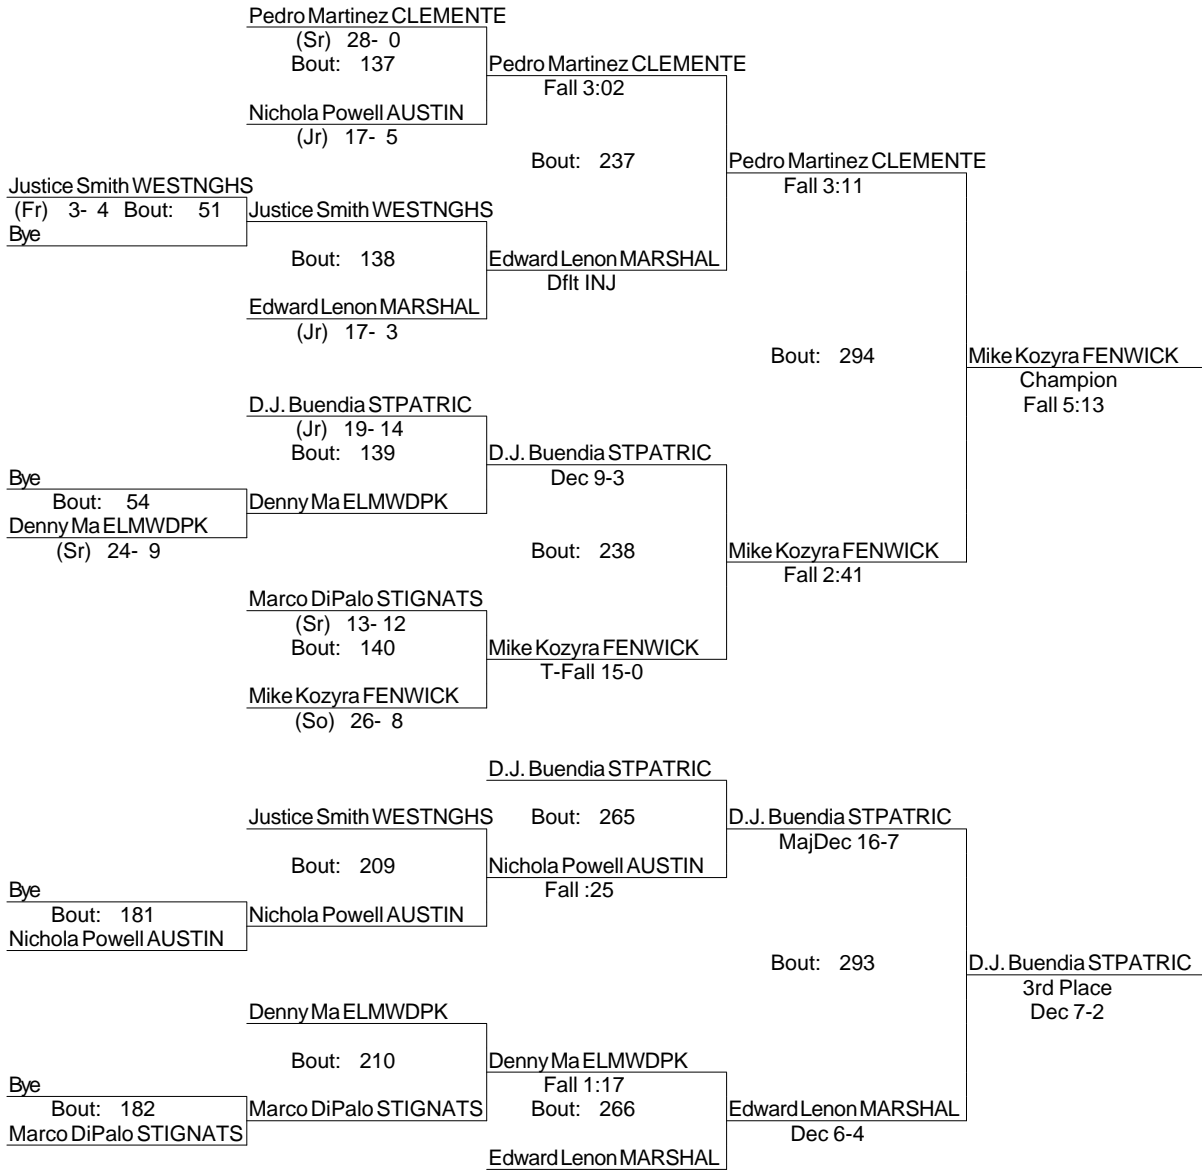 Pedro Martinez CLEMENTE
(Sr) 28- 0
Bout: 137
Pedro Martinez CLEMENTE
Fall 3:02
Nichola Powell AUSTIN
(Jr) 17- 5
Bout: 237
Pedro Martinez CLEMENTE
Fall 3:11
Justice Smith WESTNGHS
(Fr) 3- 4 Bout: 51
Bye
Justice Smith WESTNGHS
Bout: 138
Edward Lenon MARSHAL
Dflt INJ
Edward Lenon MARSHAL
(Jr) 17- 3
Bout: 294
Mike Kozyra FENWICK
Champion
Fall 5:13
D.J. Buendia STPATRIC
(Jr) 19- 14
Bout: 139
D.J. Buendia STPATRIC
Dec 9-3
Bye
Bout: 54
Denny Ma ELMWDPK
(Sr) 24- 9
Denny Ma ELMWDPK
Bout: 238
Mike Kozyra FENWICK
Fall 2:41
Marco DiPalo STIGNATS
(Sr) 13- 12
Bout: 140
Mike Kozyra FENWICK
T-Fall 15-0
Mike Kozyra FENWICK
(So) 26- 8
D.J. Buendia STPATRIC
Justice Smith WESTNGHS
Bout: 265
D.J. Buendia STPATRIC
MajDec 16-7
Bout: 209
Nichola Powell AUSTIN
Fall :25
Bye
Bout: 181
Nichola Powell AUSTIN
Nichola Powell AUSTIN
Bout: 293
D.J. Buendia STPATRIC
3rd Place
Dec 7-2
Denny Ma ELMWDPK
Bout: 210
Denny Ma ELMWDPK
Fall 1:17
Bye
Bout: 182
Marco DiPalo STIGNATS
Marco DiPalo STIGNATS
Bout: 266
Edward Lenon MARSHAL
Dec 6-4
Edward Lenon MARSHAL